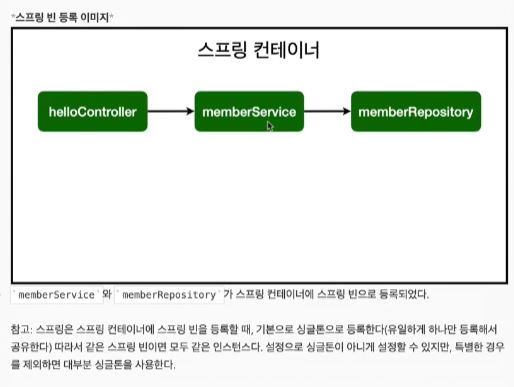 *스프링 빈 등록 이미지*
스프링 컨테이너
helloController
memberService
memberRepository
`memberService`와 `memberRepository`가 스프링 컨테이너에 스프링 빈으로 등록되었다.
참고: 스프링은 스프링 컨테이너에 스프링 빈을 등록할 때, 기본으로 싱글톤으로 등록한다(유일하게 하나만 등록해서
공유한다) 따라서 같은 스프링 빈이면 모두 같은 인스턴스다. 설정으로 싱글톤이 아니게 설정할 수 있지만, 특별한 경우
를 제외하면 대부분 싱글톤을 사용한다.